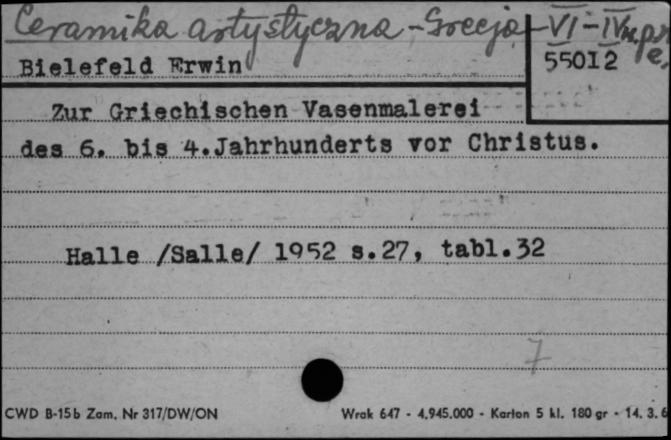 Ceramika artystyczna - Grecja - VI - IV w p.n.e.
55012
Bielefeld Erwin
Zur Griechischen Vasenmalerei
des 6. bis 4.Jahrhunderts vor Christus.
Halle /Salle/ 1952 s.27, tabl.32
7
CWD B-15b Zam. Nr 317/DW/ON Wrak 647 - 4.945.000 - Karton 5 kl. 180 gr - 14. 3. 6